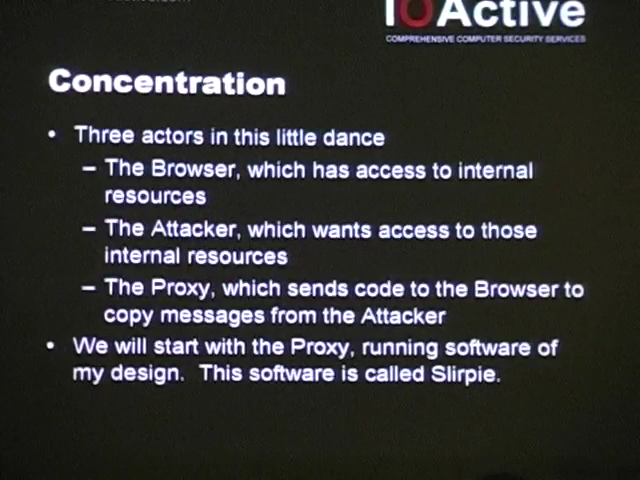 IOActive
COMPREHENSIVE COMPUTER SECURITY SERVICES
Concentration
• Three actors in this little dance
– The Browser, which has access to internal
resources
– The Attacker, which wants access to those
internal resources
– The Proxy, which sends code to the Browser to
copy messages from the Attacker
• We will start with the Proxy, running software of
my design.  This software is called Slirpie.